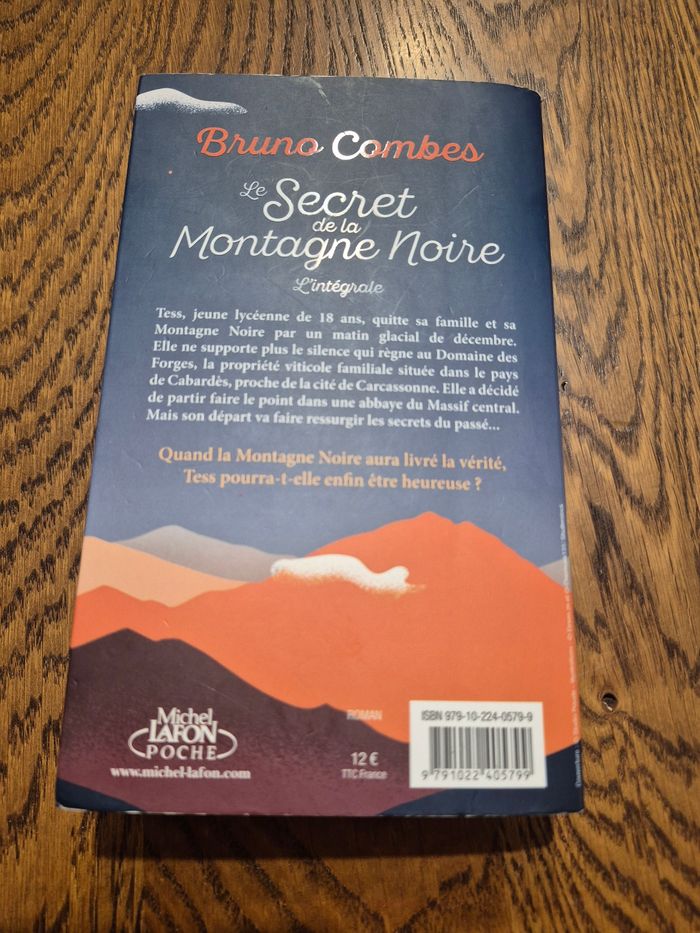 Bruno Combes
Le Secret
de la
Montagne Noire
L'intégrale
Tess, jeune lycéenne de 18 ans, quitte sa famille et sa
Montagne Noire par un matin glacial de décembre.
Elle ne supporte plus le silence qui règne au Domaine des
Forges, la propriété viticole familiale située dans le pays
de Cabardès, proche de la cité de Carcassonne. Elle a décidé
de partir faire le point dans une abbaye du Massif central.
Mais son départ va faire ressurgir les secrets du passé...
Quand la Montagne Noire aura livré la vérité,
Tess pourra-t-elle enfin être heureuse ?
Michel
LAFON
POCHE
www.michel-lafon.com
ROMAN
12 €
TTC France
ISBN 979-10-224-0579-9
9 791022 405799